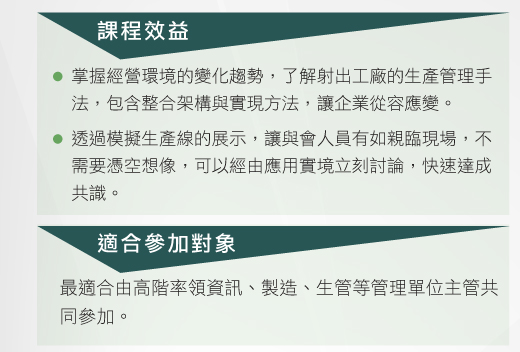 課程效益
掌握經營環境的變化趨勢，了解射出工廠的生產管理手
法，包含整合架構與實現方法，讓企業從容應變。
透過模擬生產線的展示，讓與會人員有如親臨現場，不
需要憑空想像，可以經由應用實境立刻討論，快速達成
共識。
適合參加對象
最適合由高階率領資訊、製造、生管等管理單位主管共
同參加。